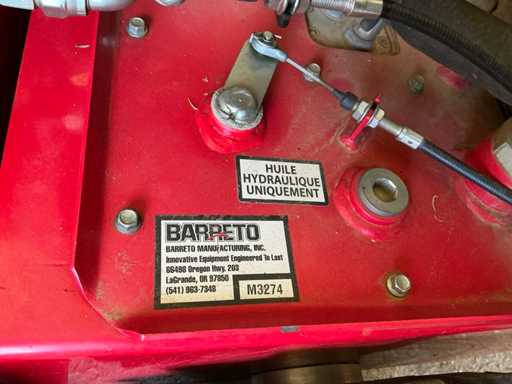 HUILE
HYDRAULIQUE
UNIQUEMENT
BARRETO
BARRETO MANUFACTURING, INC.
Innovative Equipment Engineered To Last
66498 Oregon Hwy. 203
LaGrande, OR 97850
(541) 963-7348
M3274